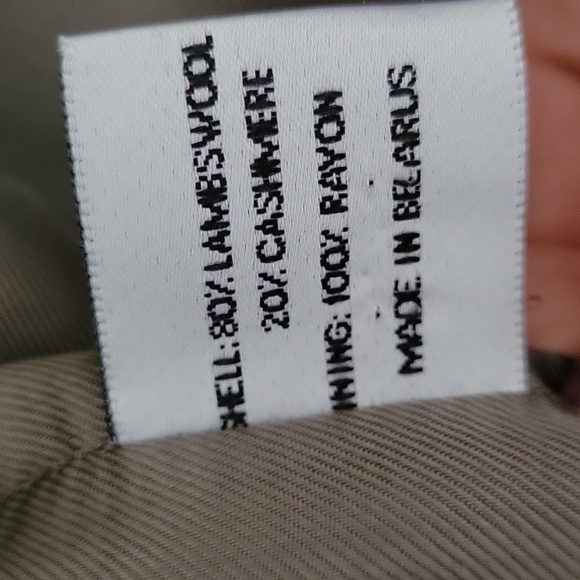 SHELL: 80% LAMBSWOOL
20% CASHMERE
INING: 100% RAYON
MADE IN BELARUS